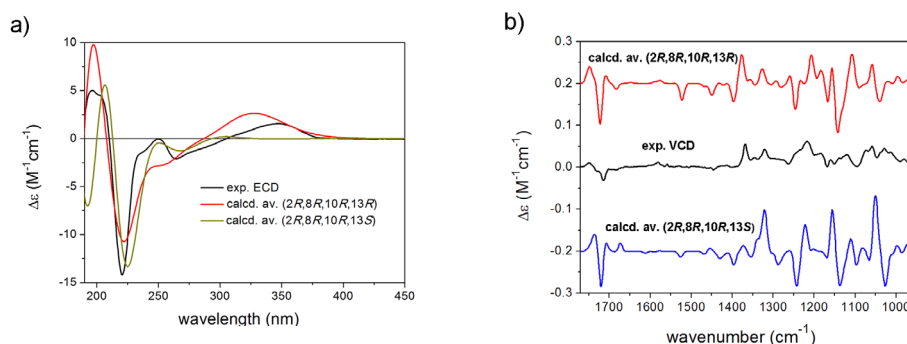 a)
Δε (M⁻¹cm⁻¹)
10
5
0
-5
-10
-15
exp. ECD
calcd. av. (2R,8R,10R,13R)
calcd. av. (2R,8R,10R,13S)
200 250 300 350 400 450
wavelength (nm)
b)
Δε (M⁻¹cm⁻¹)
0.3
0.2
0.1
0.0
-0.1
-0.2
-0.3
calcd. av. (2R,8R,10R,13R)
exp. VCD
calcd. av. (2R,8R,10R,13S)
1700 1600 1500 1400 1300 1200 1100 1000
wavenumber (cm⁻¹)